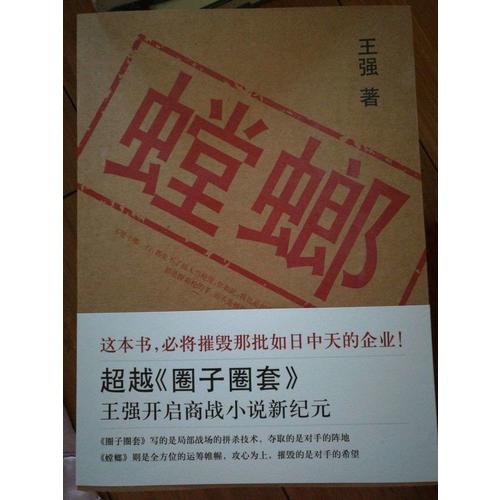 王强 著
螳螂
这本书，必将摧毁那批如日中天的企业！
超越《圈子圈套》
王强开启商战小说新纪元
《圈子圈套》写的是局部战场的拼杀技术，夺取的是对手的阵地
《螳螂》则是全方位的运筹帷幄，攻心为上，摧毁的是对手的希望